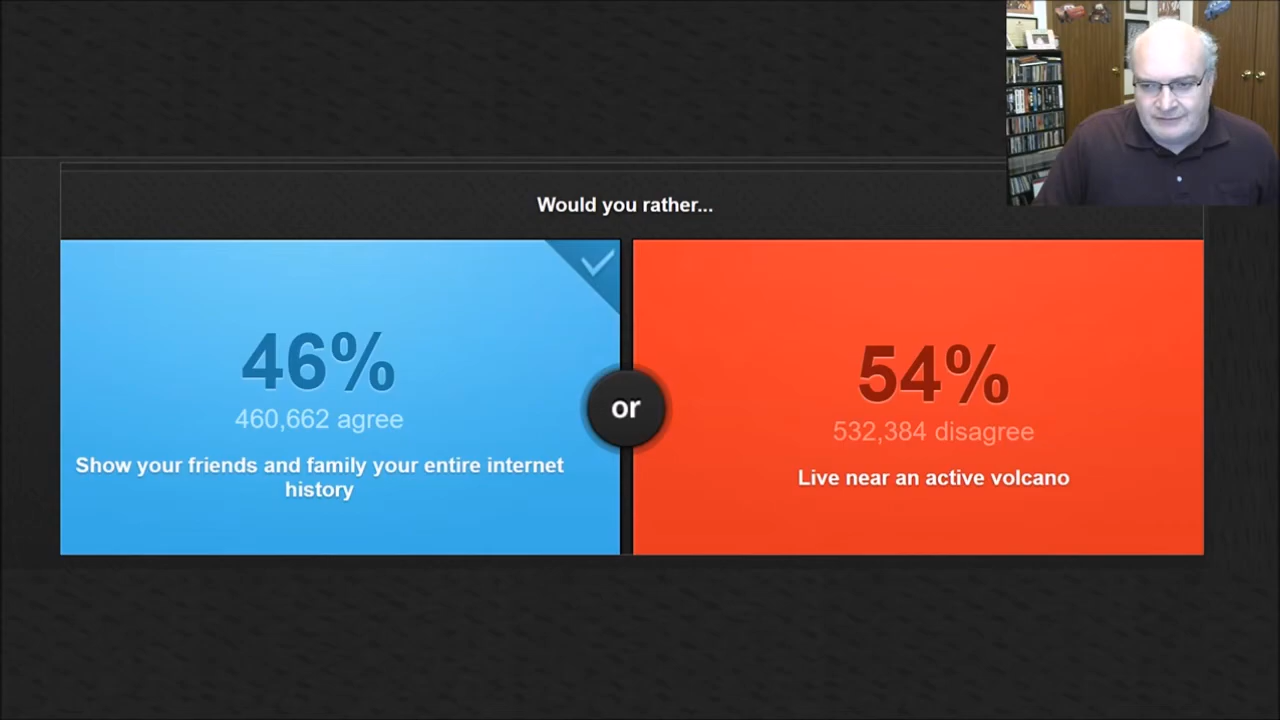 Would you rather...
46%
460,662 agree
Show your friends and family your entire internet
history
or
54%
532,384 disagree
Live near an active volcano